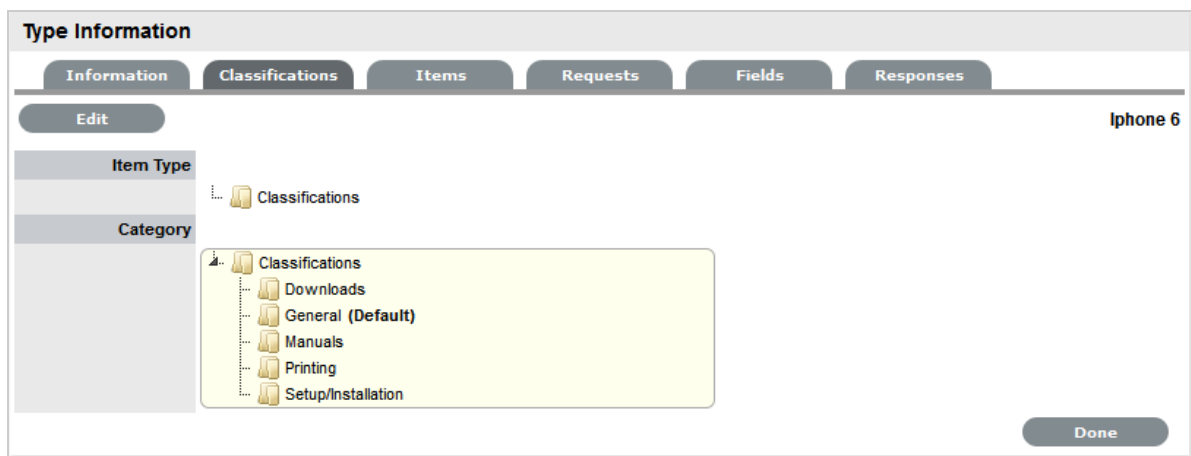 Type Information
Information Classifications Items Requests Fields Responses
Edit Iphone 6
Item Type
Classifications
Category
Classifications
Downloads
General (Default)
Manuals
Printing
Setup/Installation
Done